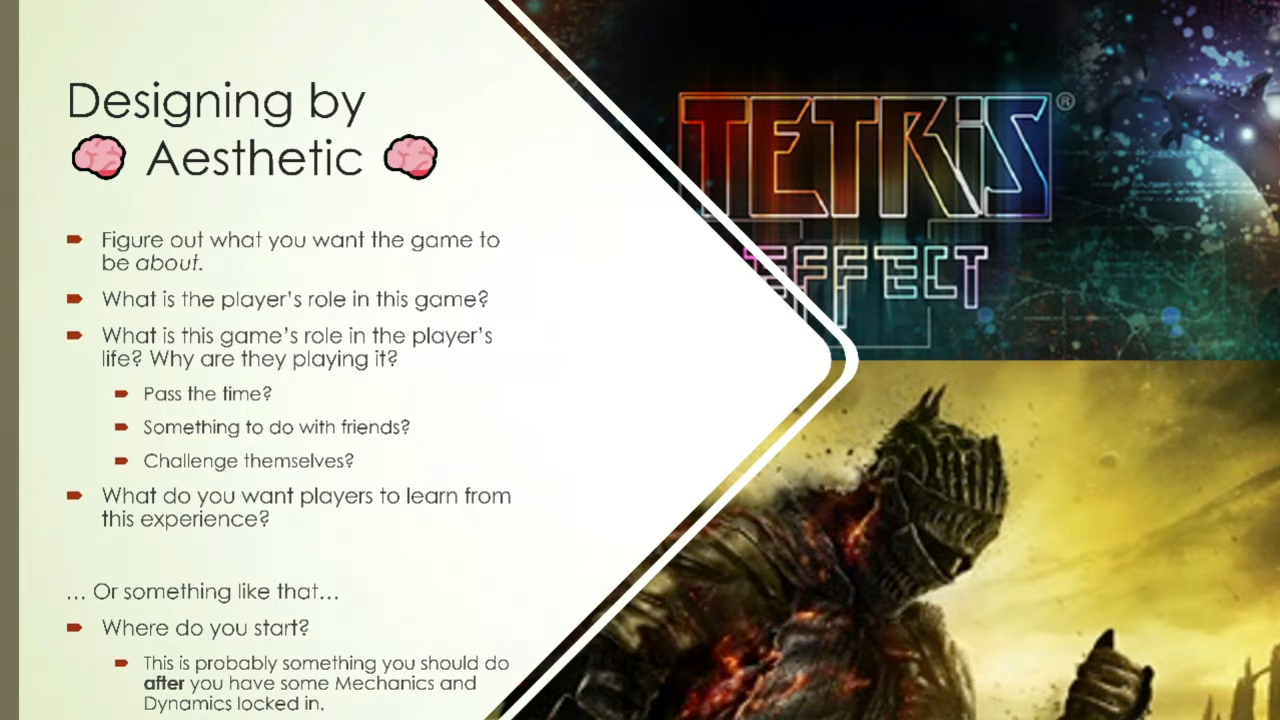 Designing by
🧠 Aesthetic 🧠
Figure out what you want the game to
be about.
What is the player's role in this game?
What is this game's role in the player's
life? Why are they playing it?
Pass the time?
Something to do with friends?
Challenge themselves?
What do you want players to learn from
this experience?
... Or something like that...
Where do you start?
This is probably something you should do
after you have some Mechanics and
Dynamics locked in.
TETRIS®
EFFECT